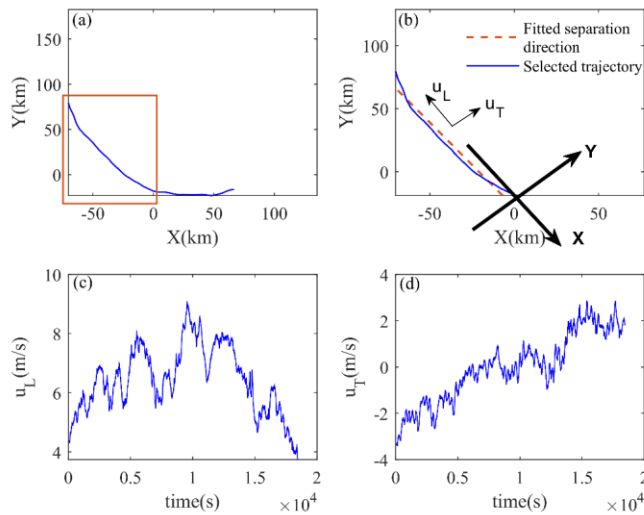 (a)
150
100
50
0
Y(km)
-50
0
50
100
X(km)
(b)
Fitted separation
direction
Selected trajectory
100
50
0
Y(km)
u_L
u_T
Y
X
-50
0
50
X(km)
(c)
10
8
6
4
u_L(m/s)
0
0.5
1
1.5
2
time(s)
×10^4
(d)
4
2
0
-2
-4
u_T(m/s)
0
0.5
1
1.5
2
time(s)
×10^4